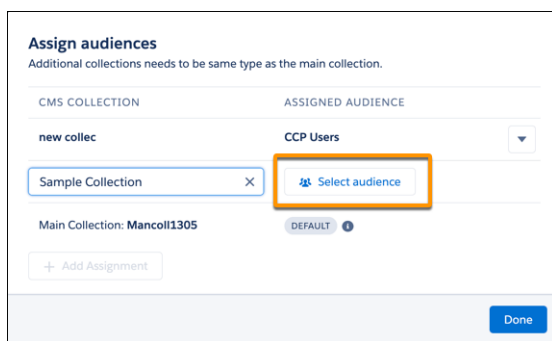 Assign audiences
Additional collections needs to be same type as the main collection.
CMS COLLECTION ASSIGNED AUDIENCE
new collec CCP Users
Sample Collection Select audience
Main Collection: Mancoll1305 DEFAULT
+ Add Assignment
Done